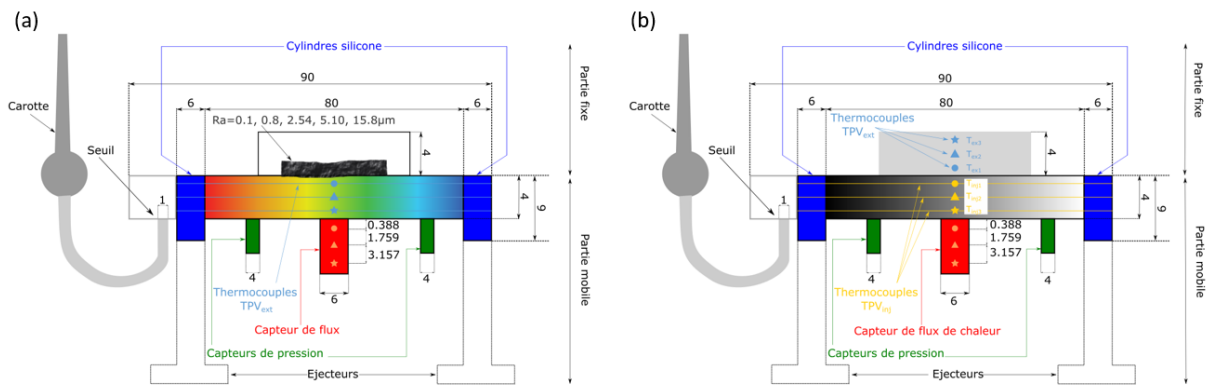 (a)
Cylindres silicone
90
6
80
6
Carotte
Ra=0.1, 0.8, 2.54, 5.10, 15.8µm
4
Seuil
1
4
9
0.388
1.759
3.157
4
4
6
Thermocouples
TPVext
Capteur de flux
Capteurs de pression
Ejecteurs
Partie fixe
Partie mobile
(b)
Cylindres silicone
90
6
80
6
Carotte
Thermocouples
TPVext
Tex3
Tex2
Tex1
4
Seuil
1
Tinj1
Tinj2
Tinj3
4
9
0.388
1.759
3.157
4
4
6
Thermocouples
TPVinj
Capteur de flux de chaleur
Capteurs de pression
Ejecteurs
Partie fixe
Partie mobile